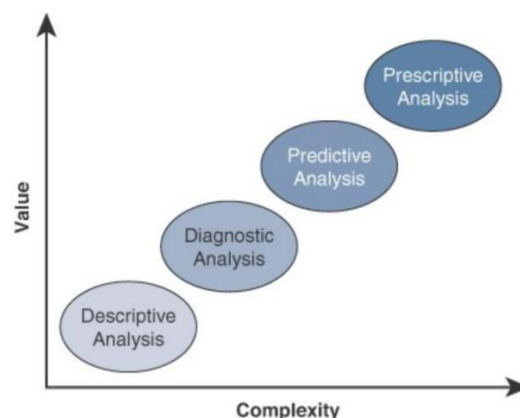 Prescriptive
Analysis
Predictive
Analysis
Diagnostic
Analysis
Descriptive
Analysis
Value
Complexity